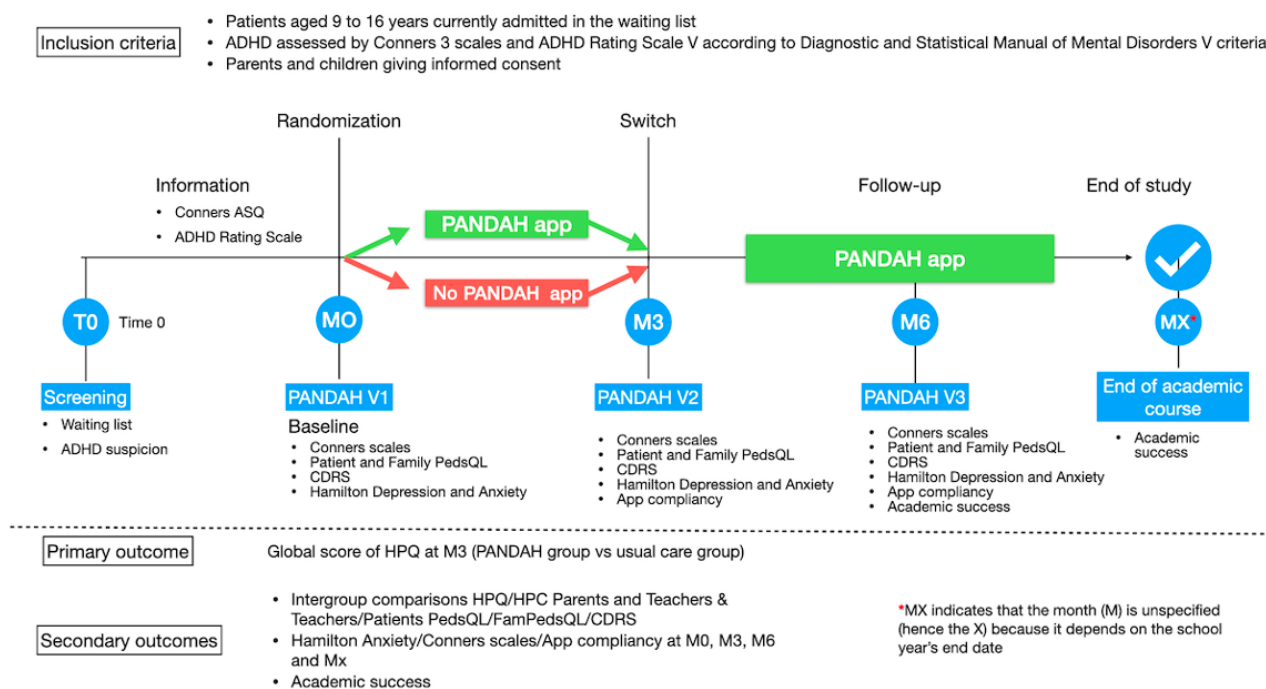 Inclusion criteria
• Patients aged 9 to 16 years currently admitted in the waiting list
• ADHD assessed by Conners 3 scales and ADHD Rating Scale V according to Diagnostic and Statistical Manual of Mental Disorders V criteria
• Parents and children giving informed consent
Randomization
Switch
Information
• Conners ASQ
• ADHD Rating Scale
Follow-up
End of study
PANDAH app
No PANDAH app
PANDAH app
T0
Time 0
MO
M3
M6
MX*
Screening
• Waiting list
• ADHD suspicion
PANDAH V1
Baseline
• Conners scales
• Patient and Family PedsQL
• CDRS
• Hamilton Depression and Anxiety
PANDAH V2
• Conners scales
• Patient and Family PedsQL
• CDRS
• Hamilton Depression and Anxiety
• App compliancy
PANDAH V3
• Conners scales
• Patient and Family PedsQL
• CDRS
• Hamilton Depression and Anxiety
• App compliancy
• Academic success
End of academic
course
• Academic
success
Primary outcome
Global score of HPQ at M3 (PANDAH group vs usual care group)
Secondary outcomes
• Intergroup comparisons HPQ/HPC Parents and Teachers &
Teachers/Patients PedsQL/FamPedsQL/CDRS
• Hamilton Anxiety/Conners scales/App compliancy at M0, M3, M6
and Mx
• Academic success
*MX indicates that the month (M) is unspecified
(hence the X) because it depends on the school
year's end date